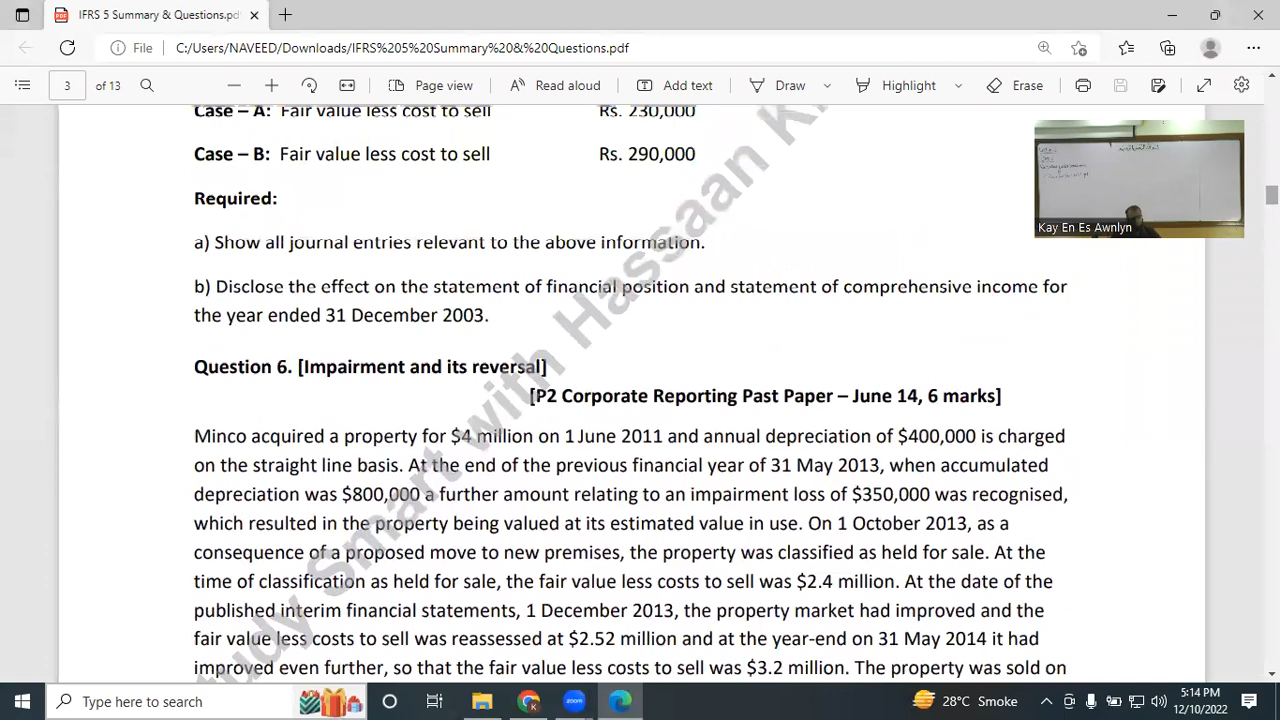 IFRS 5 Summary & Questions.pdf
File
C:/Users/NAVEED/Downloads/IFRS%205%20Summary%20&%20Questions.pdf
3 of 13
Page view
Read aloud
Add text
Draw
Highlight
Erase
Case – A: Fair value less cost to sell Rs. 230,000
Case – B: Fair value less cost to sell Rs. 290,000
Required:
a) Show all journal entries relevant to the above information.
b) Disclose the effect on the statement of financial position and statement of comprehensive income for
the year ended 31 December 2003.
Question 6. [Impairment and its reversal]
[P2 Corporate Reporting Past Paper – June 14, 6 marks]
Minco acquired a property for $4 million on 1 June 2011 and annual depreciation of $400,000 is charged
on the straight line basis. At the end of the previous financial year of 31 May 2013, when accumulated
depreciation was $800,000 a further amount relating to an impairment loss of $350,000 was recognised,
which resulted in the property being valued at its estimated value in use. On 1 October 2013, as a
consequence of a proposed move to new premises, the property was classified as held for sale. At the
time of classification as held for sale, the fair value less costs to sell was $2.4 million. At the date of the
published interim financial statements, 1 December 2013, the property market had improved and the
fair value less costs to sell was reassessed at $2.52 million and at the year-end on 31 May 2014 it had
improved even further, so that the fair value less costs to sell was $3.2 million. The property was sold on
Study Smart with Hassaan K
Kay En Es Awnlyn
Type here to search
28°C Smoke
5:14 PM
12/10/2022